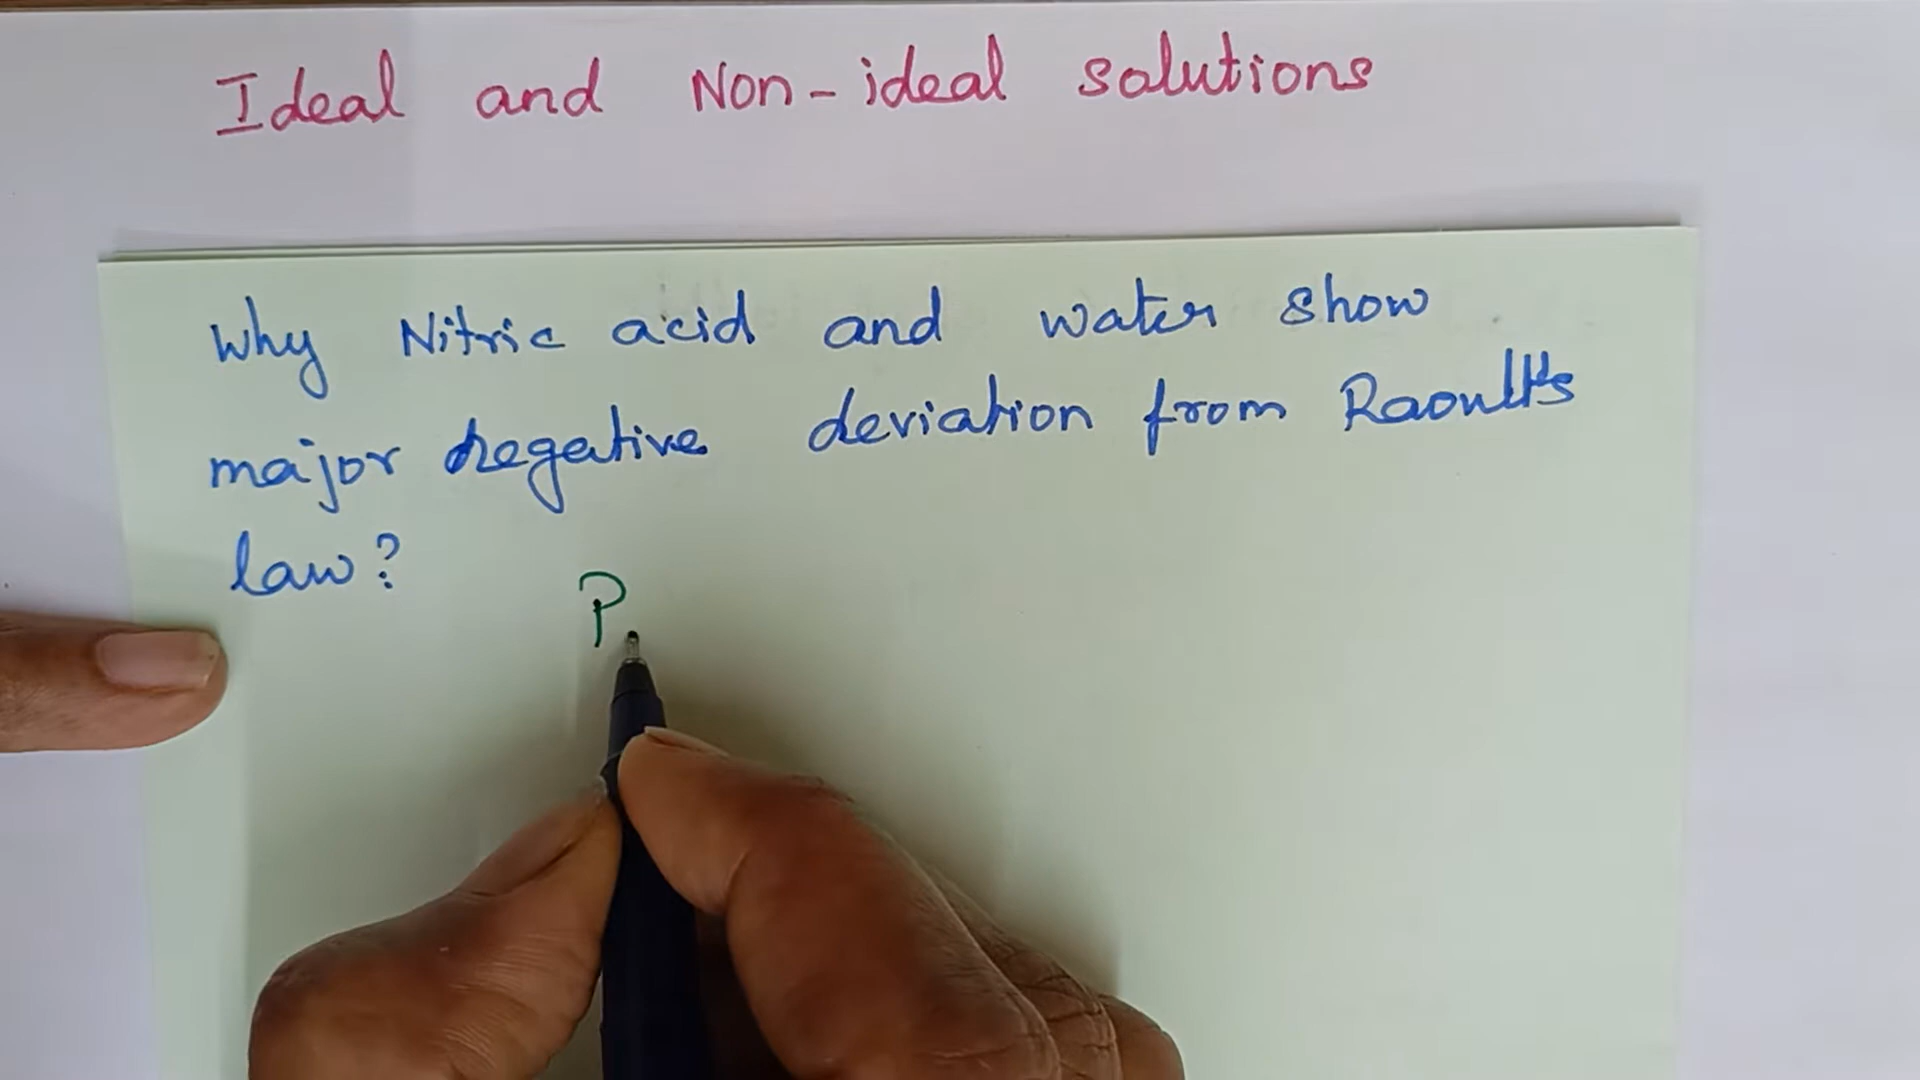 Ideal and Non-ideal solutions
Why Nitric acid and water show
major negative deviation from Raoult's
law?
P